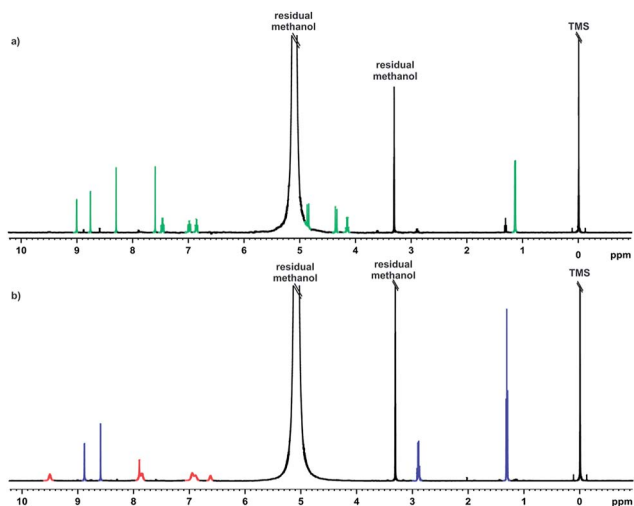 residual
methanol
TMS
a)
residual
methanol
10 9 8 7 6 5 4 3 2 1 0 ppm
residual
methanol
residual
methanol
TMS
b)
10 9 8 7 6 5 4 3 2 1 0 ppm